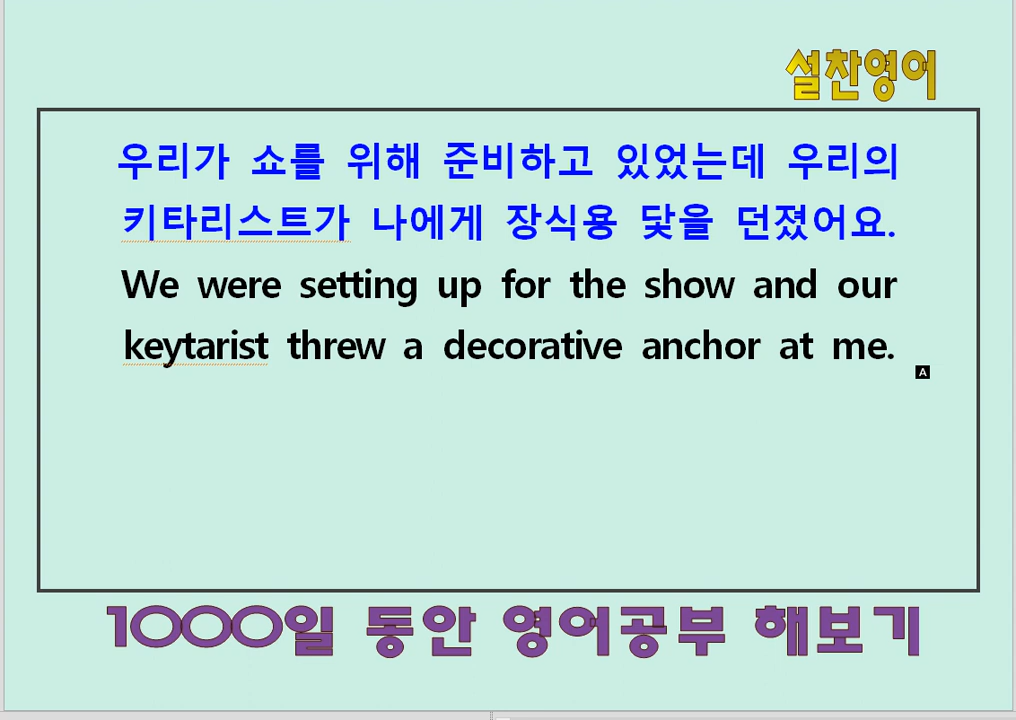 설찬영어
우리가 쇼를 위해 준비하고 있었는데 우리의
키타리스트가 나에게 장식용 닻을 던졌어요.
We were setting up for the show and our
keytarist threw a decorative anchor at me.
A
1000일 동안 영어공부 해보기